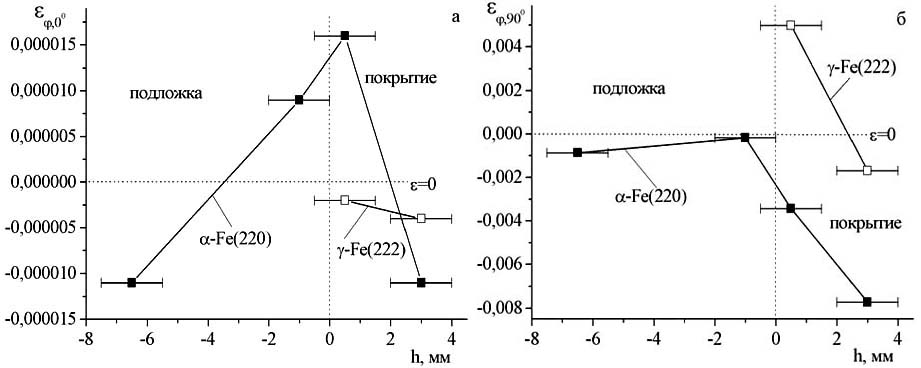 ε_φ,0°
а
0,000015
покрытие
0,000010
подложка
0,000005
0,000000
ε=0
-0,000005
α-Fe(220)
γ-Fe(222)
-0,000010
-0,000015
-8 -6 -4 -2 0 2 4
h, мм
ε_φ,90°
б
0,004
γ-Fe(222)
0,002
подложка
0,000
ε=0
-0,002
α-Fe(220)
-0,004
покрытие
-0,006
-0,008
-8 -6 -4 -2 0 2 4
h, мм